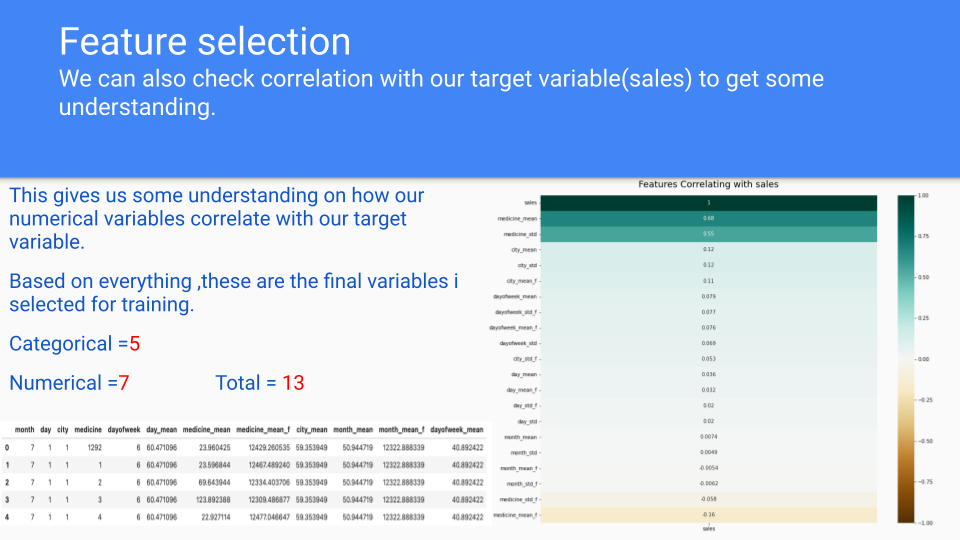 Feature selection
We can also check correlation with our target variable(sales) to get some
understanding.
This gives us some understanding on how our
numerical variables correlate with our target
variable.
Based on everything ,these are the final variables i
selected for training.
Categorical =5
Numerical =7 Total = 13
month day city medicine dayofweek day_mean medicine_mean medicine_mean_f city_mean month_mean month_mean_f dayofweek_mean
0 7 1 1 1292 6 60.471096 23.960425 12429.260535 59.353949 50.944719 12322.888339 40.892422
1 7 1 1 1 6 60.471096 23.596844 12467.489240 59.353949 50.944719 12322.888339 40.892422
2 7 1 1 2 6 60.471096 69.643944 12334.403706 59.353949 50.944719 12322.888339 40.892422
3 7 1 1 3 6 60.471096 123.892388 12309.486877 59.353949 50.944719 12322.888339 40.892422
4 7 1 1 4 6 60.471096 22.927114 12477.046647 59.353949 50.944719 12322.888339 40.892422
Features Correlating with sales
sales 1
medicine_mean 0.68
medicine_std 0.55
city_mean 0.12
city_std 0.12
city_mean_f 0.11
dayofweek_mean 0.079
dayofweek_std_f 0.077
dayofweek_mean_f 0.076
dayofweek_std 0.069
city_std_f 0.053
day_mean 0.036
day_mean_f 0.032
day_std_f 0.02
day_std 0.02
month_mean 0.0074
month_std 0.0049
month_mean_f -0.0054
month_std_f -0.0062
medicine_std_f -0.058
medicine_mean_f -0.16
sales
1.00
0.75
0.50
0.25
0.00
-0.25
-0.50
-0.75
-1.00